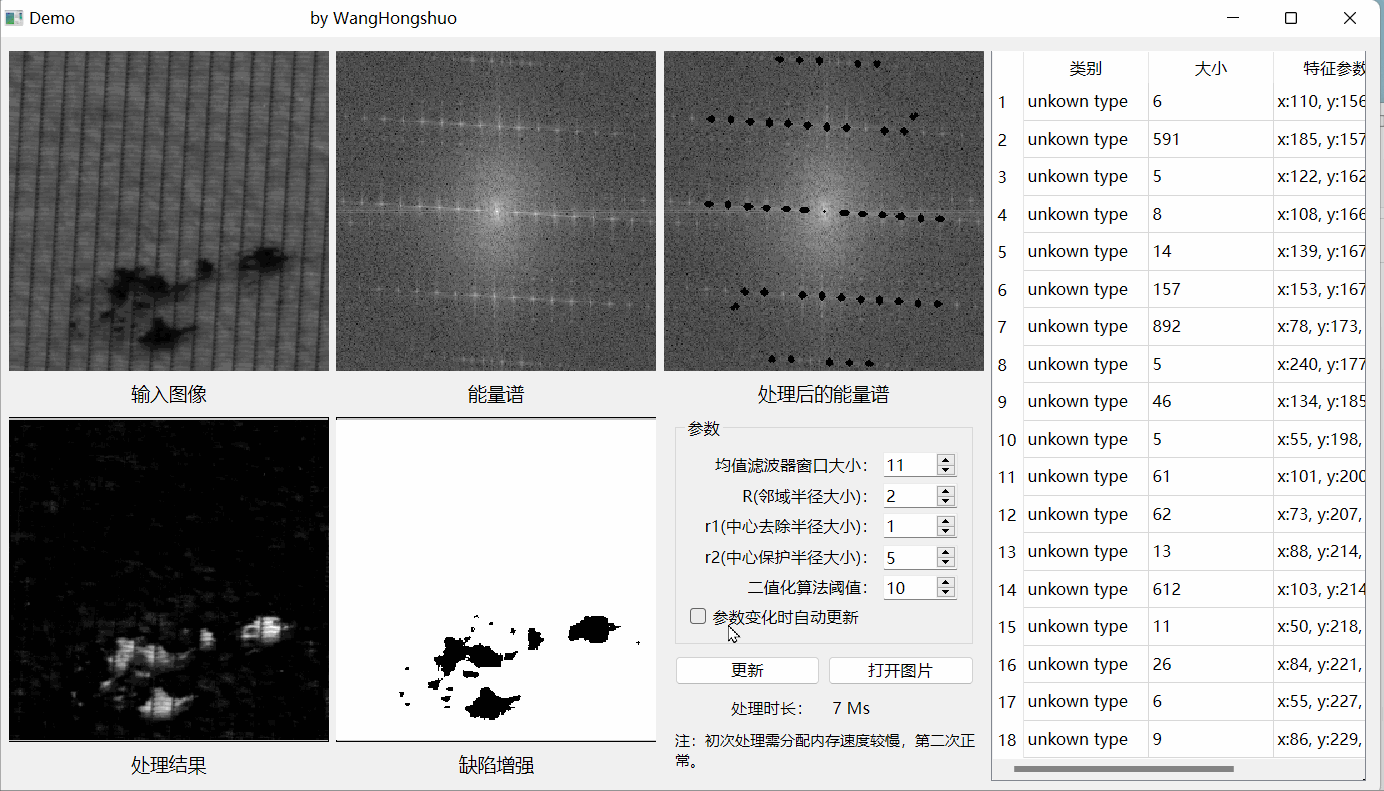 Demo by WangHongshuo
输入图像
能量谱
处理后的能量谱
处理结果
缺陷增强
参数
均值滤波器窗口大小： 11
R(邻域半径大小)： 2
r1(中心去除半径大小)： 1
r2(中心保护半径大小)： 5
二值化算法阈值： 10
参数变化时自动更新
更新 打开图片
处理时长： 7 Ms
注：初次处理需分配内存速度较慢，第二次正
常。
类别 大小 特征参数
1 unkown type 6 x:110, y:156
2 unkown type 591 x:185, y:157
3 unkown type 5 x:122, y:162
4 unkown type 8 x:108, y:166
5 unkown type 14 x:139, y:167
6 unkown type 157 x:153, y:167
7 unkown type 892 x:78, y:173,
8 unkown type 5 x:240, y:177
9 unkown type 46 x:134, y:185
10 unkown type 5 x:55, y:198,
11 unkown type 61 x:101, y:200
12 unkown type 62 x:73, y:207,
13 unkown type 13 x:88, y:214,
14 unkown type 612 x:103, y:214
15 unkown type 11 x:50, y:218,
16 unkown type 26 x:84, y:221,
17 unkown type 6 x:55, y:227,
18 unkown type 9 x:86, y:229,